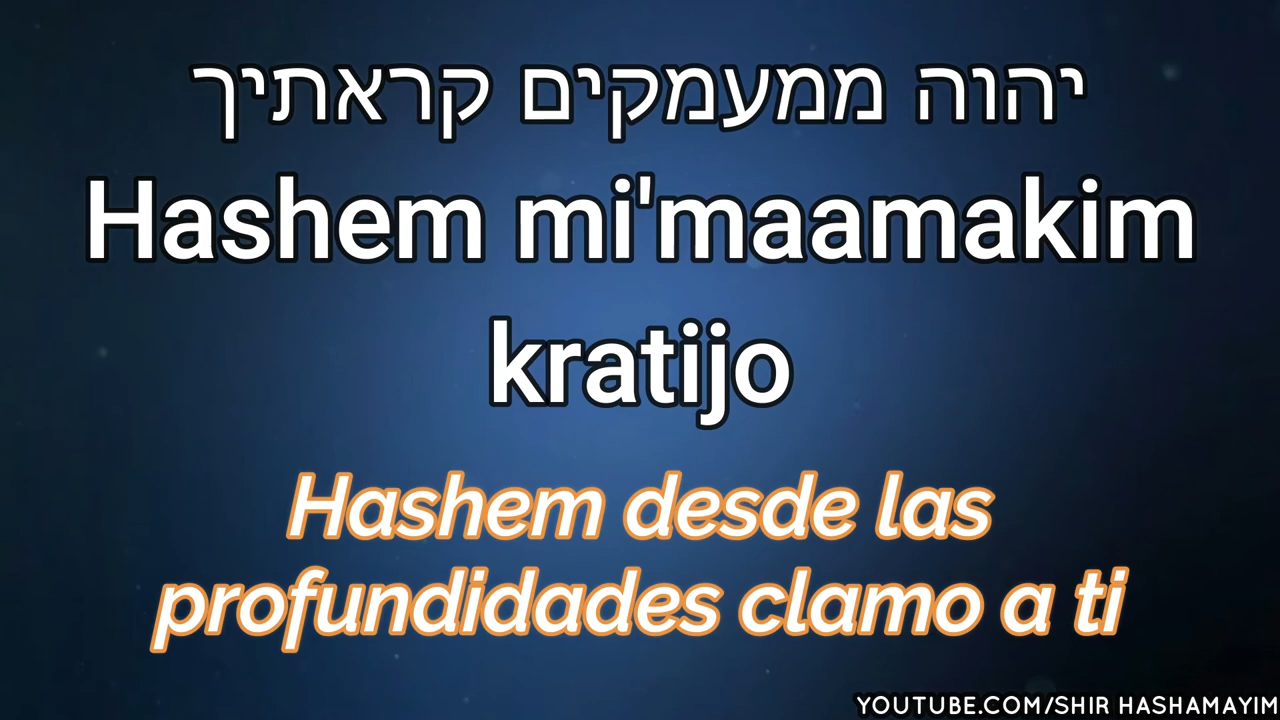 יהוה ממעמקים קראתיך
Hashem mi'maamakim
kratijo
Hashem desde las
profundidades clamo a ti
YOUTUBE.COM/SHIR HASHAMAYIM